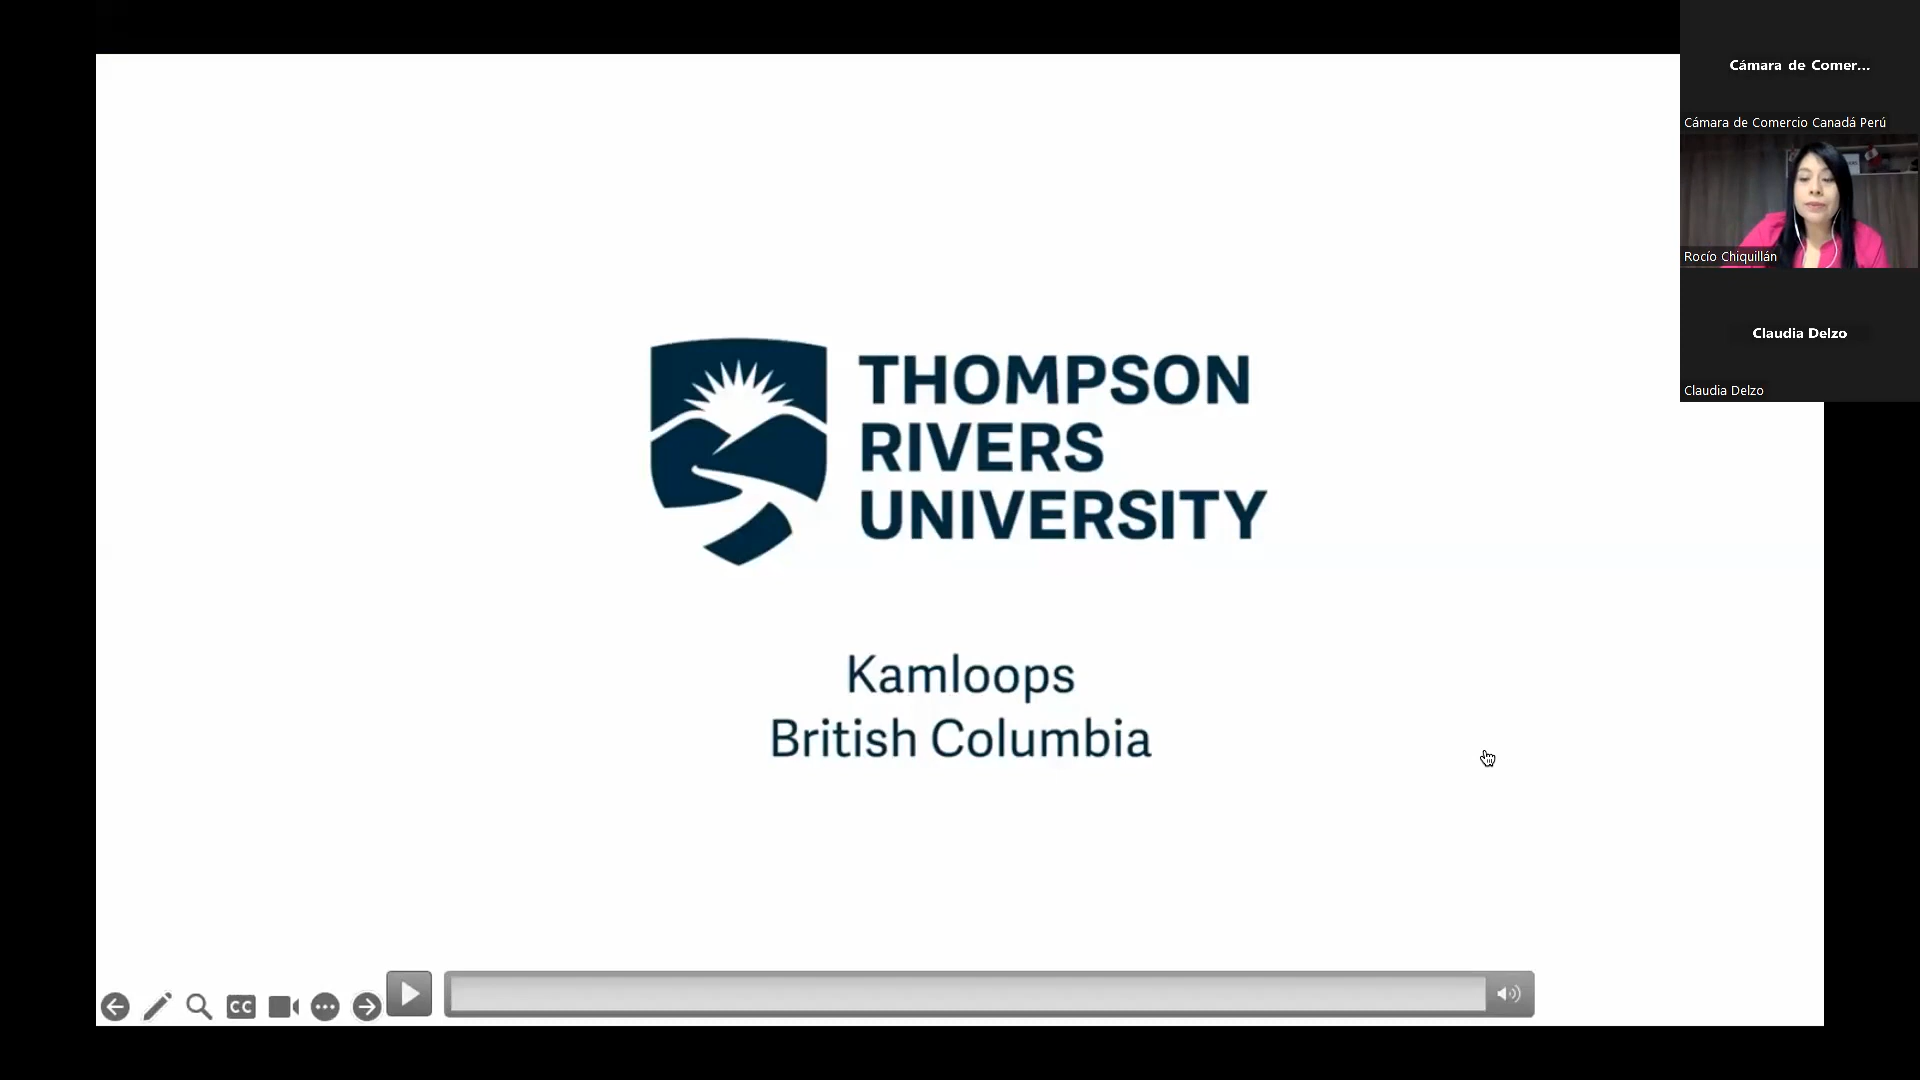 THOMPSON
RIVERS
UNIVERSITY
Kamloops
British Columbia
Cámara de Comer...
Cámara de Comercio Canadá Perú
Rocío Chiquillán
Claudia Delzo
Claudia Delzo
CC